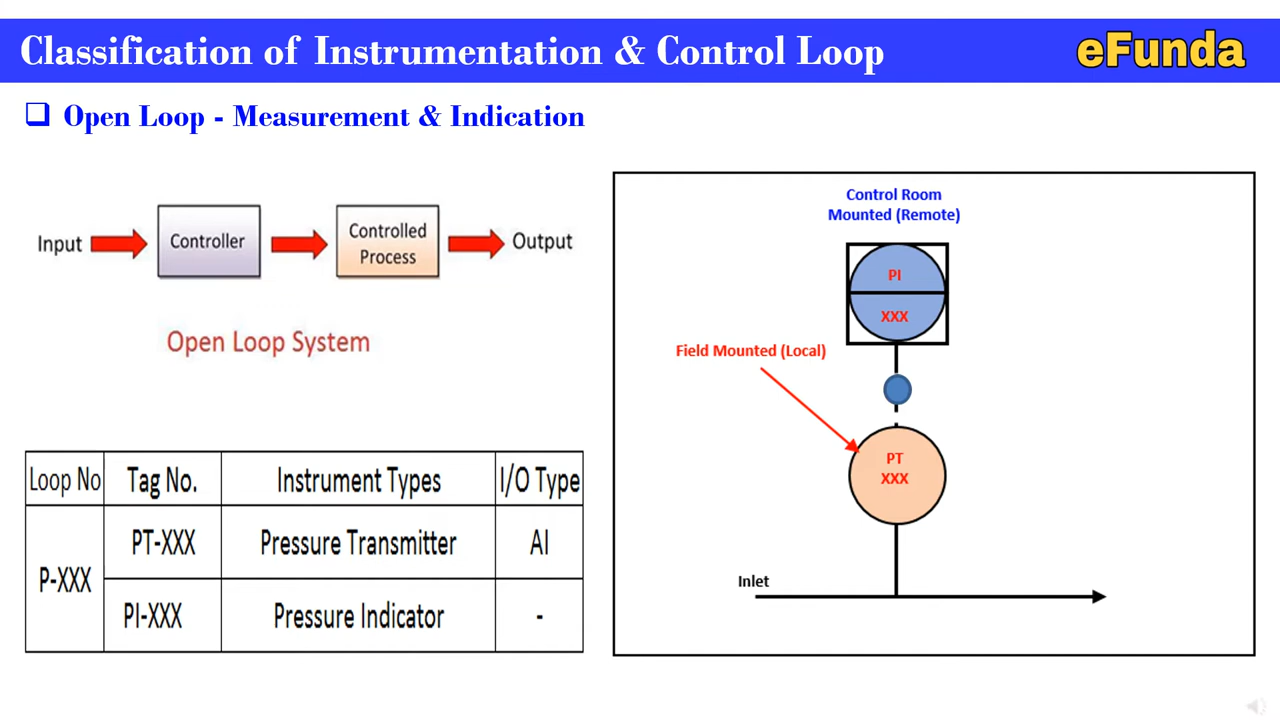 Classification of Instrumentation & Control Loop
eFunda
Open Loop - Measurement & Indication
Input
Controller
Controlled
Process
Output
Open Loop System
Loop No
Tag No.
Instrument Types
I/O Type
P-XXX
PT-XXX
Pressure Transmitter
AI
PI-XXX
Pressure Indicator
-
Control Room
Mounted (Remote)
PI
XXX
Field Mounted (Local)
PT
XXX
Inlet